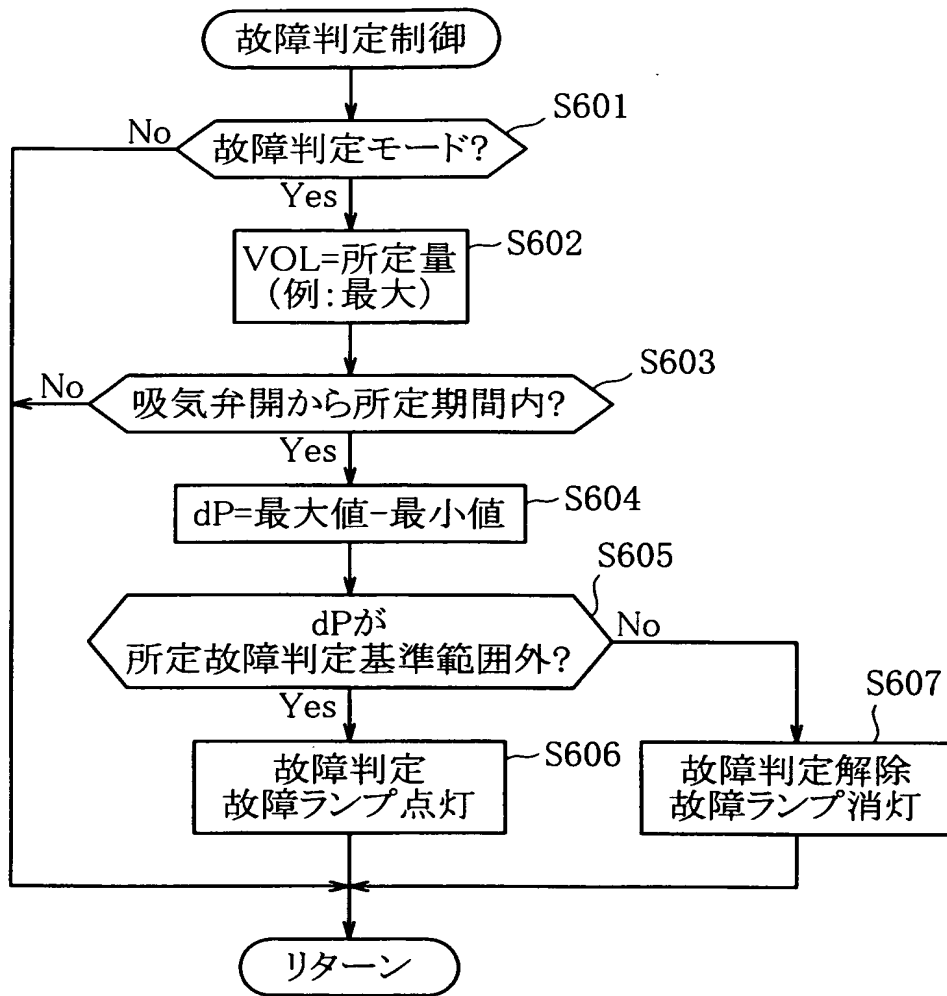 故障判定制御
S601
No
故障判定モード?
Yes
S602
VOL=所定量
(例:最大)
S603
No
吸気弁開から所定期間内?
Yes
S604
dP=最大値-最小値
S605
dPが
所定故障判定基準範囲外?
No
Yes
S606
故障判定
故障ランプ点灯
S607
故障判定解除
故障ランプ消灯
リターン